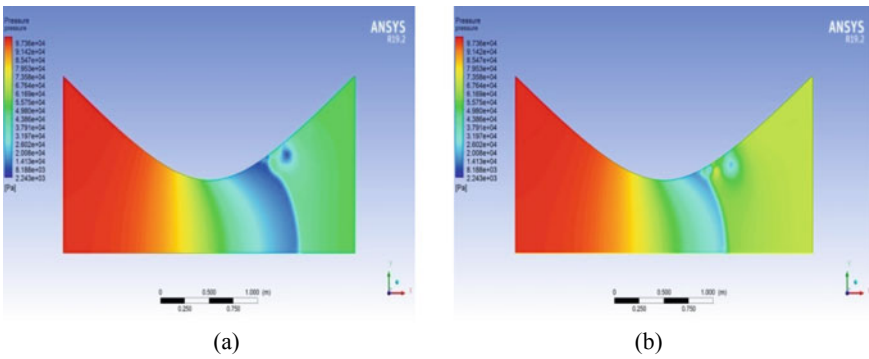 Pressure
pressure
9.736e+04
9.142e+04
8.547e+04
7.953e+04
7.358e+04
6.764e+04
6.169e+04
5.575e+04
4.980e+04
4.386e+04
3.791e+04
3.197e+04
2.602e+04
2.008e+04
1.413e+04
8.188e+03
2.243e+03
[Pa]
ANSYS
R19.2
0 0.500 1.000 (m)
0.250 0.750
(a)
Pressure
pressure
9.736e+04
9.142e+04
8.547e+04
7.953e+04
7.358e+04
6.764e+04
6.169e+04
5.575e+04
4.980e+04
4.386e+04
3.791e+04
3.197e+04
2.602e+04
2.008e+04
1.413e+04
8.188e+03
2.243e+03
[Pa]
ANSYS
R19.2
0 0.500 1.000 (m)
0.250 0.750
(b)